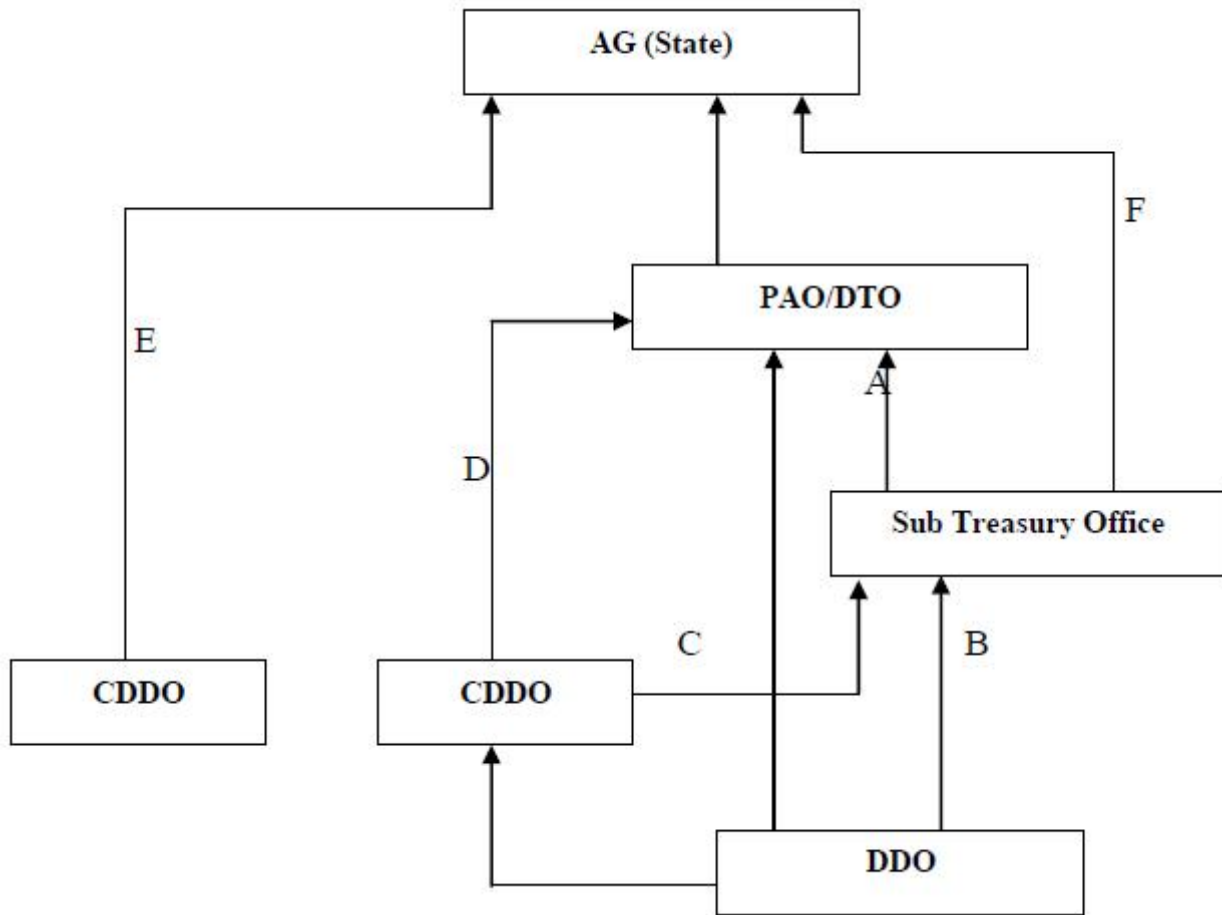 AG (State)
F
PAO/DTO
E
A
D
Sub Treasury Office
C
B
CDDO
CDDO
DDO